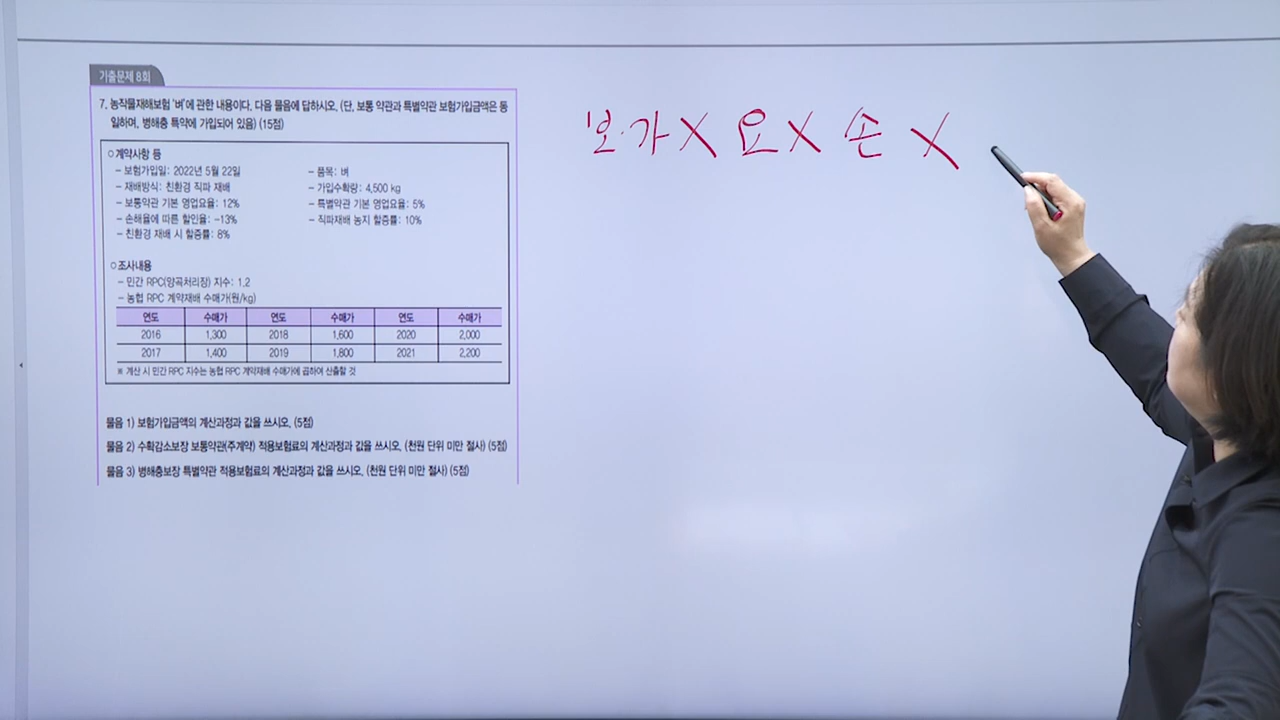 기출문제 8회
7. 농작물재해보험 '벼'에 관한 내용이다. 다음 물음에 답하시오. (단, 보통 약관과 특별약관 보험가입금액은 동
일하며, 병해충 특약에 가입되어 있음) (15점)
○계약사항 등
- 보험가입일: 2022년 5월 22일 - 품목: 벼
- 재배방식: 친환경 직파 재배 - 가입수확량: 4,500 kg
- 보통약관 기본 영업요율: 12% - 특별약관 기본 영업요율: 5%
- 손해율에 따른 할인율: -13% - 직파재배 농지 할증률: 10%
- 친환경 재배 시 할증률: 8%
○조사내용
- 민간 RPC(양곡처리장) 지수: 1.2
- 농협 RPC 계약재배 수매가(원/kg)
연도 수매가 연도 수매가 연도 수매가
2016 1,300 2018 1,600 2020 2,000
2017 1,400 2019 1,800 2021 2,200
※ 계산 시 민간 RPC 지수는 농협 RPC 계약재배 수매가에 곱하여 산출할 것
물음 1) 보험가입금액의 계산과정과 값을 쓰시오. (5점)
물음 2) 수확감소보장 보통약관(주계약) 적용보험료의 계산과정과 값을 쓰시오. (천원 단위 미만 절사) (5점)
물음 3) 병해충보장 특별약관 적용보험료의 계산과정과 값을 쓰시오. (천원 단위 미만 절사) (5점)
보·가 X 요 X 손 X